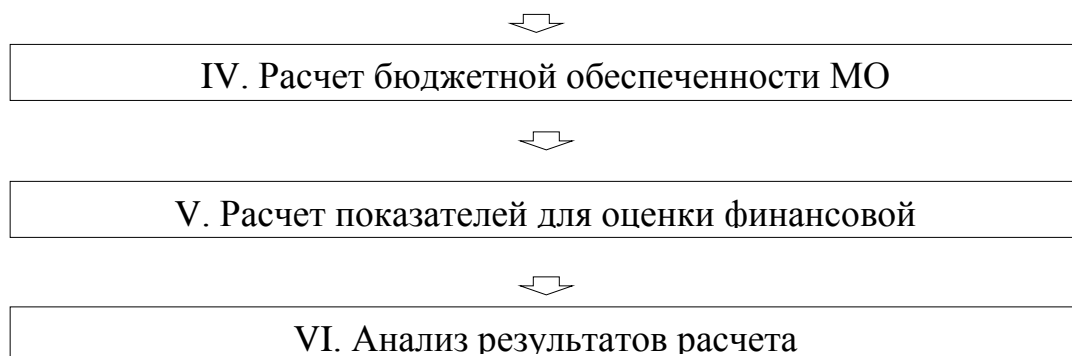 IV. Расчет бюджетной обеспеченности МО
V. Расчет показателей для оценки финансовой
VI. Анализ результатов расчета